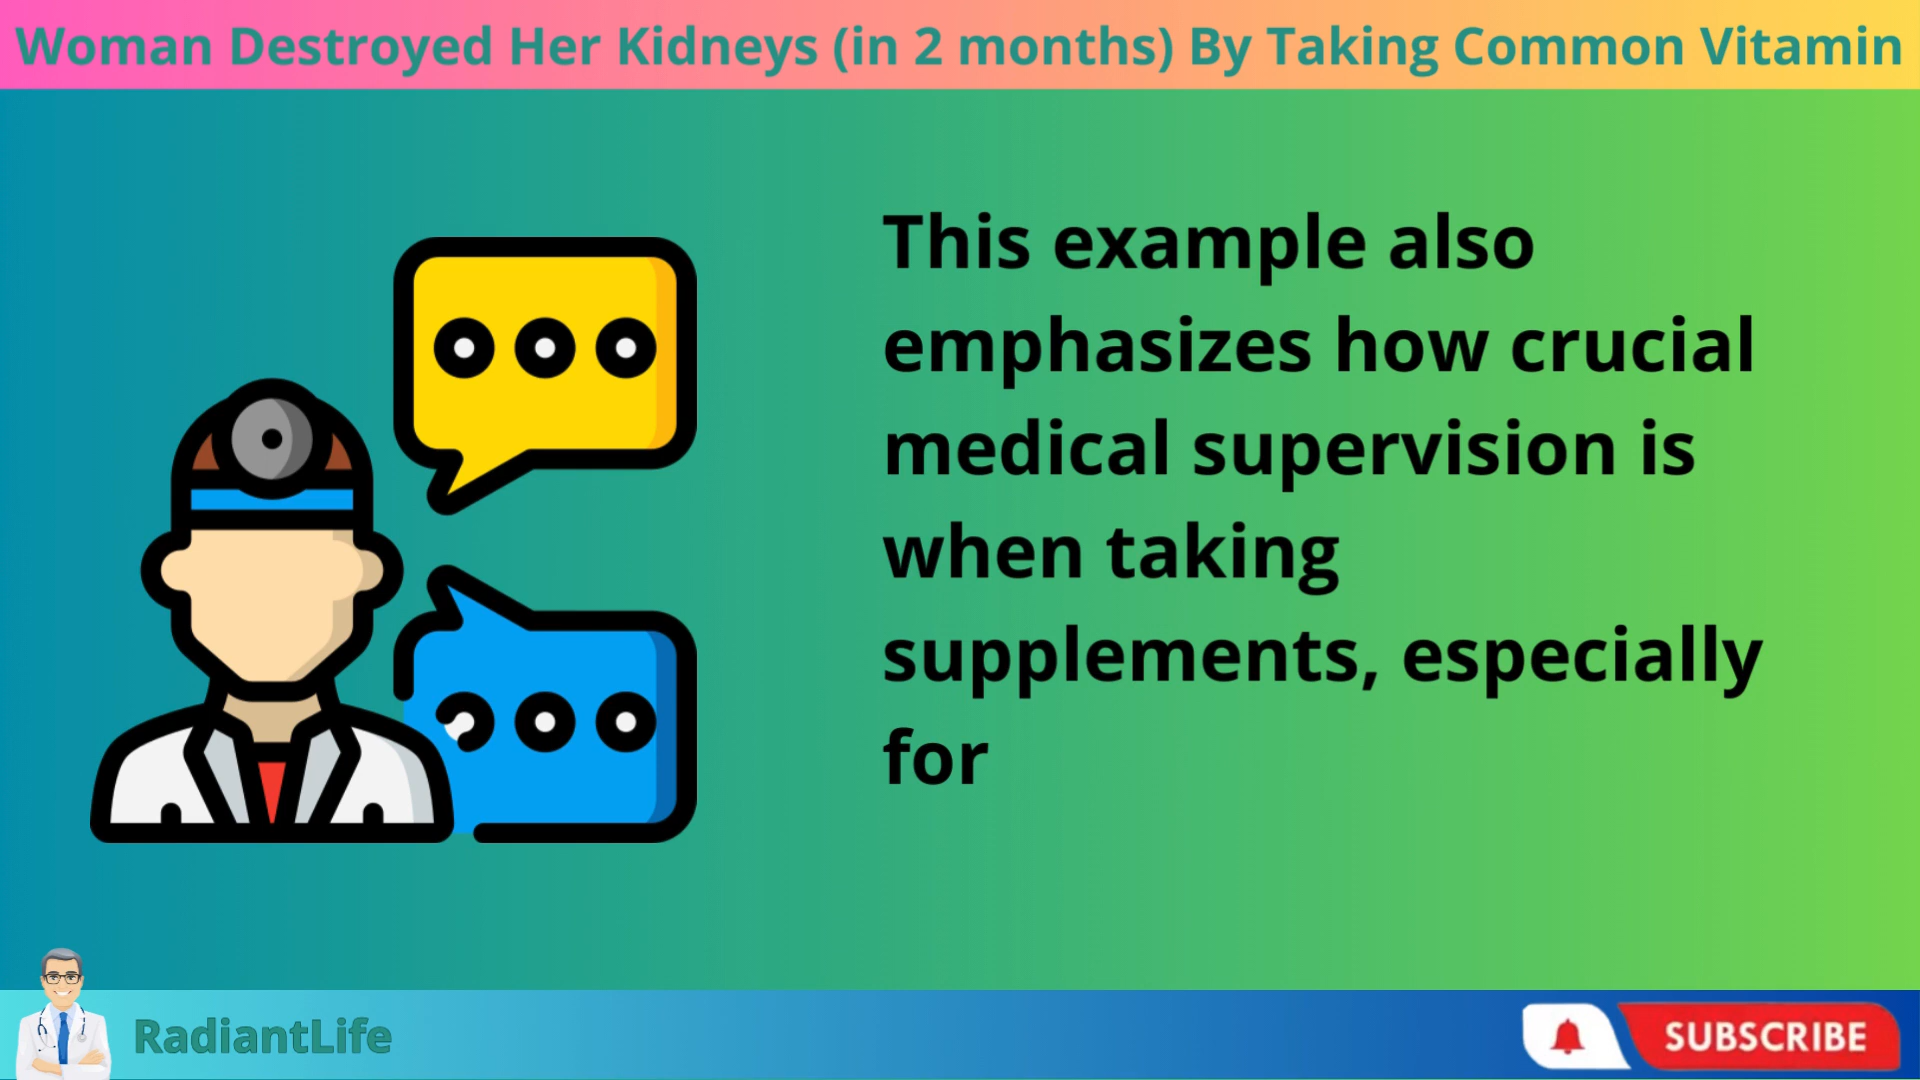 Woman Destroyed Her Kidneys (in 2 months) By Taking Common Vitamin
This example also
emphasizes how crucial
medical supervision is
when taking
supplements, especially
for
RadiantLife
SUBSCRIBE